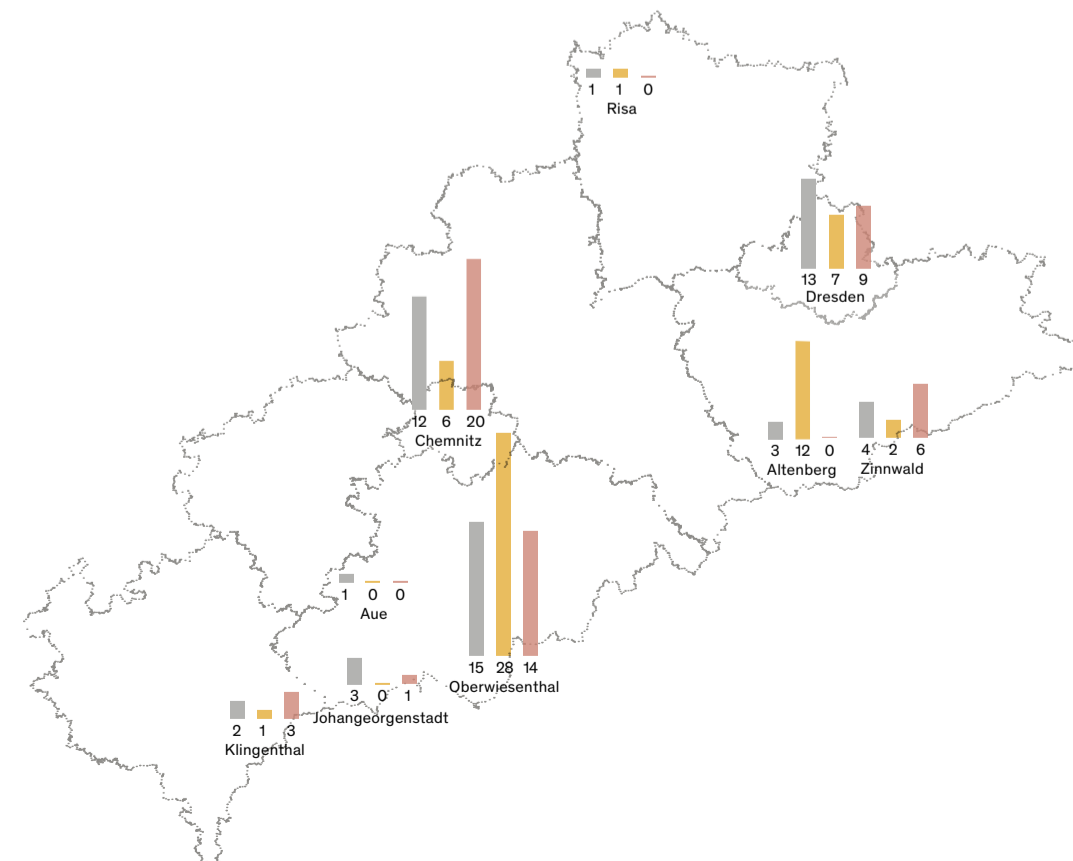 1 1 0
Risa
13 7 9
Dresden
12 6 20
Chemnitz
3 12 0
Altenberg
4 2 6
Zinnwald
1 0 0
Aue
15 28 14
Oberwiesenthal
3 0 1
Johangeorgenstadt
2 1 3
Klingenthal